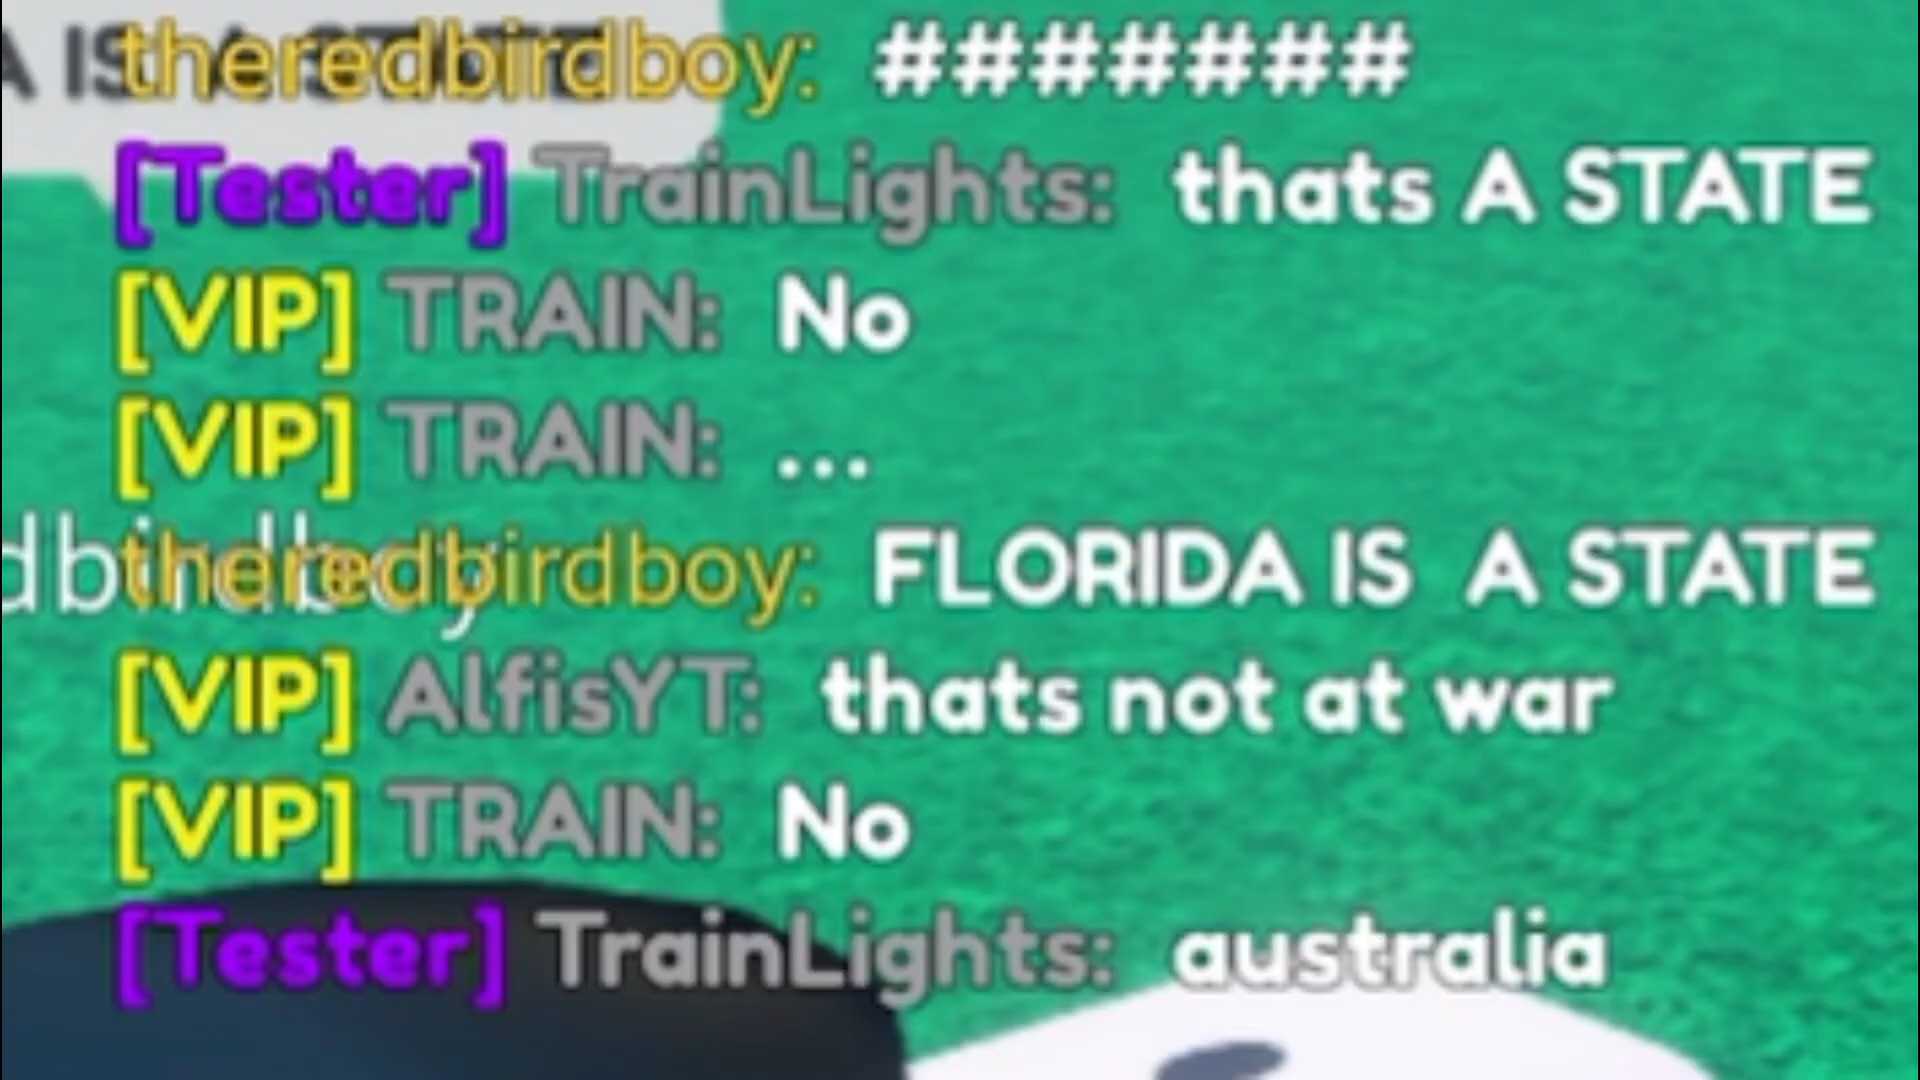 theredbirdboy: #######
[Tester] TrainLights: thats A STATE
[VIP] TRAIN: No
[VIP] TRAIN: ...
theredbirdboy: FLORIDA IS  A STATE
[VIP] AlfisYT: thats not at war
[VIP] TRAIN: No
[Tester] TrainLights: australia